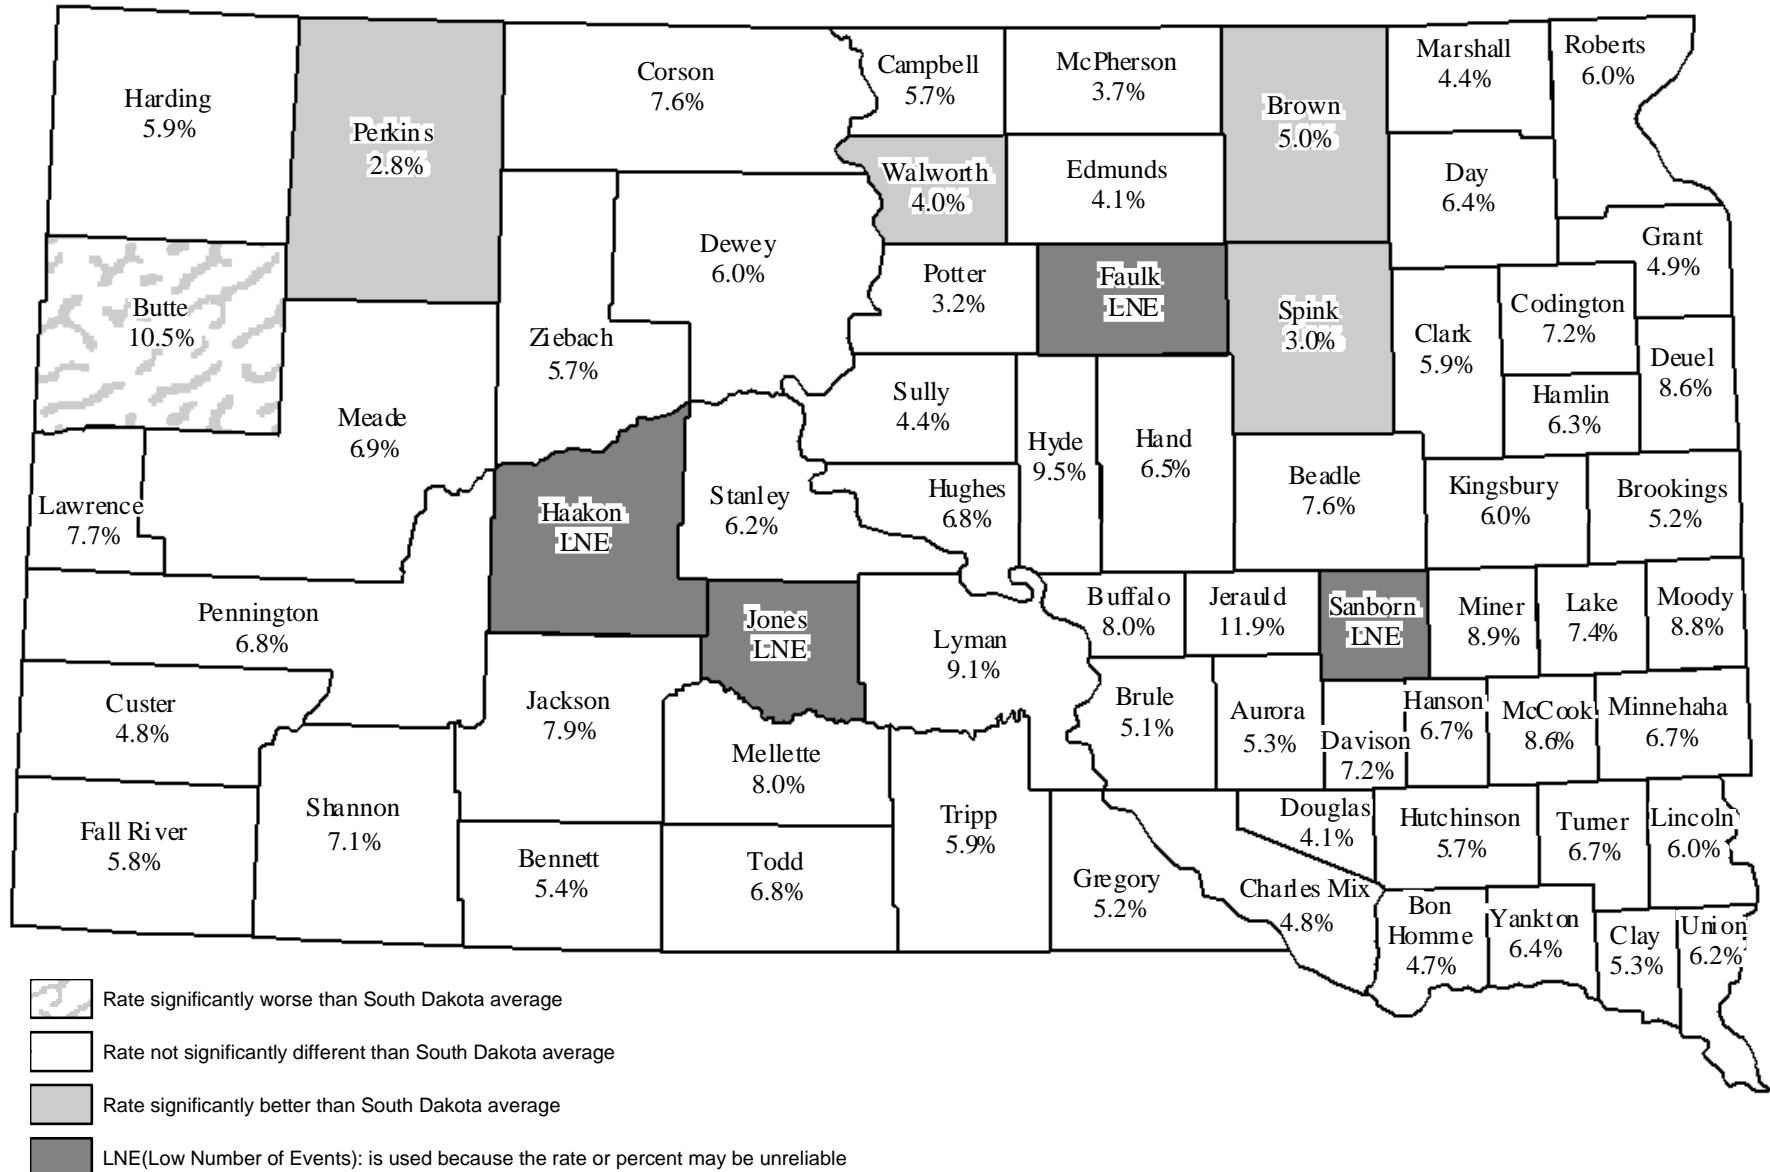 Harding
5.9%
Perkins
2.8%
Corson
7.6%
Campbell
5.7%
McPherson
3.7%
Brown
5.0%
Marshall
4.4%
Roberts
6.0%
Walworth
4.0%
Edmunds
4.1%
Day
6.4%
Butte
10.5%
Dewey
6.0%
Potter
3.2%
Faulk
LNE
Spink
3.0%
Grant
4.9%
Codington
7.2%
Clark
5.9%
Deuel
8.6%
Hamlin
6.3%
Ziebach
5.7%
Meade
6.9%
Sully
4.4%
Hyde
9.5%
Hand
6.5%
Lawrence
7.7%
Haakon
LNE
Stanley
6.2%
Hughes
6.8%
Beadle
7.6%
Kingsbury
6.0%
Brookings
5.2%
Pennington
6.8%
Jones
LNE
Lyman
9.1%
Buffalo
8.0%
Jerauld
11.9%
Sanborn
LNE
Miner
8.9%
Lake
7.4%
Moody
8.8%
Custer
4.8%
Jackson
7.9%
Mellette
8.0%
Brule
5.1%
Aurora
5.3%
Davison
7.2%
Hanson
6.7%
McCook
8.6%
Minnehaha
6.7%
Fall River
5.8%
Shannon
7.1%
Bennett
5.4%
Todd
6.8%
Tripp
5.9%
Gregory
5.2%
Douglas
4.1%
Charles Mix
4.8%
Hutchinson
5.7%
Turner
6.7%
Lincoln
6.0%
Bon
Homme
4.7%
Yankton
6.4%
Clay
5.3%
Union
6.2%
Rate significantly worse than South Dakota average
Rate not significantly different than South Dakota average
Rate significantly better than South Dakota average
LNE(Low Number of Events): is used because the rate or percent may be unreliable